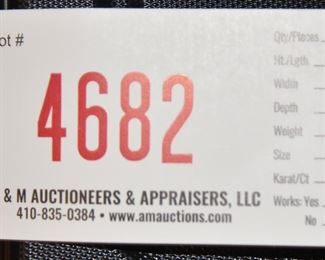 ot #
4682
& M AUCTIONEERS & APPRAISERS, LLC
410-835-0384 • www.amauctions.com
Qty/Pieces
Ht./Lgth.
Width
Depth
Weight
Size
Karat/Ct
Works: Yes
No